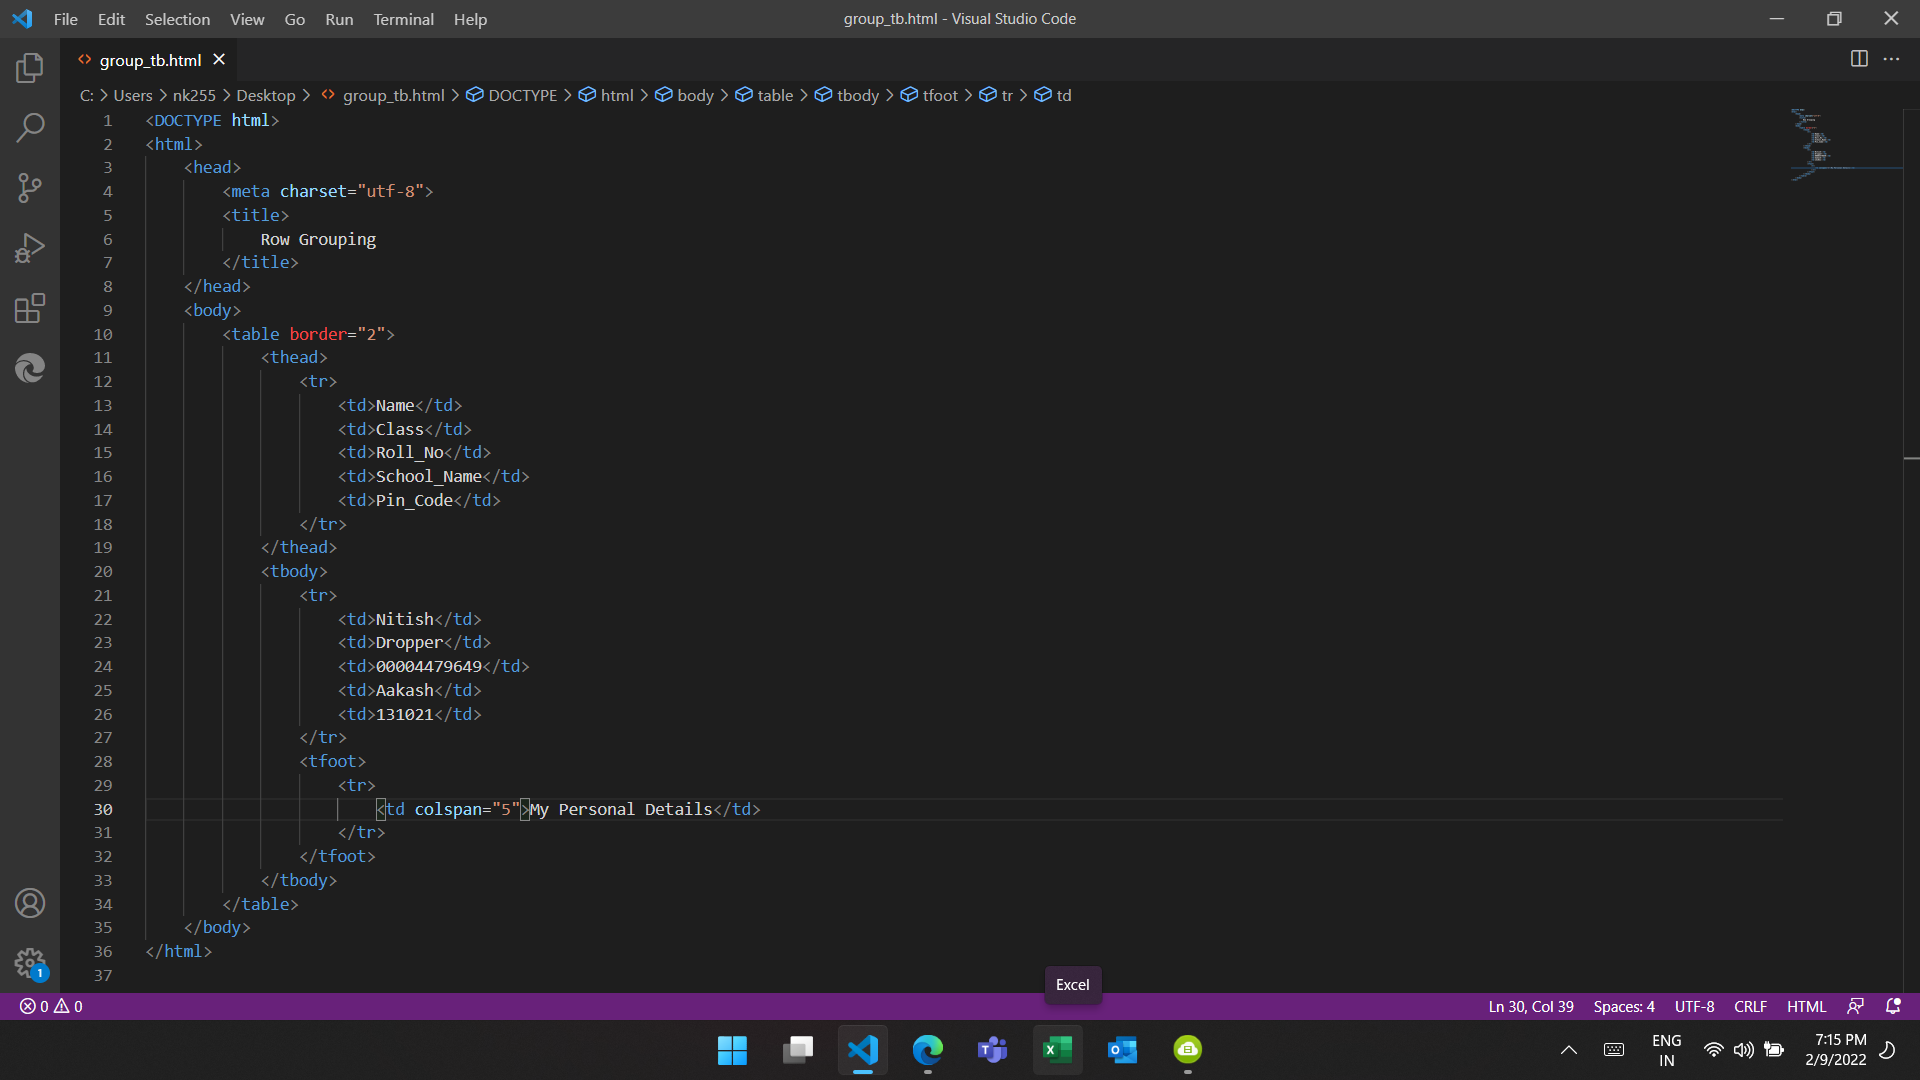 File Edit Selection View Go Run Terminal Help
group_tb.html - Visual Studio Code
group_tb.html
C: > Users > nk255 > Desktop > group_tb.html > DOCTYPE > html > body > table > tbody > tfoot > tr > td
1 <DOCTYPE html>
2 <html>
3 <head>
4 <meta charset="utf-8">
5 <title>
6 Row Grouping
7 </title>
8 </head>
9 <body>
10 <table border="2">
11 <thead>
12 <tr>
13 <td>Name</td>
14 <td>Class</td>
15 <td>Roll_No</td>
16 <td>School_Name</td>
17 <td>Pin_Code</td>
18 </tr>
19 </thead>
20 <tbody>
21 <tr>
22 <td>Nitish</td>
23 <td>Dropper</td>
24 <td>00004479649</td>
25 <td>Aakash</td>
26 <td>131021</td>
27 </tr>
28 <tfoot>
29 <tr>
30 <td colspan="5">My Personal Details</td>
31 </tr>
32 </tfoot>
33 </tbody>
34 </table>
35 </body>
36 </html>
37
1
Excel
0 0
Ln 30, Col 39 Spaces: 4 UTF-8 CRLF HTML
ENG
IN
7:15 PM
2/9/2022